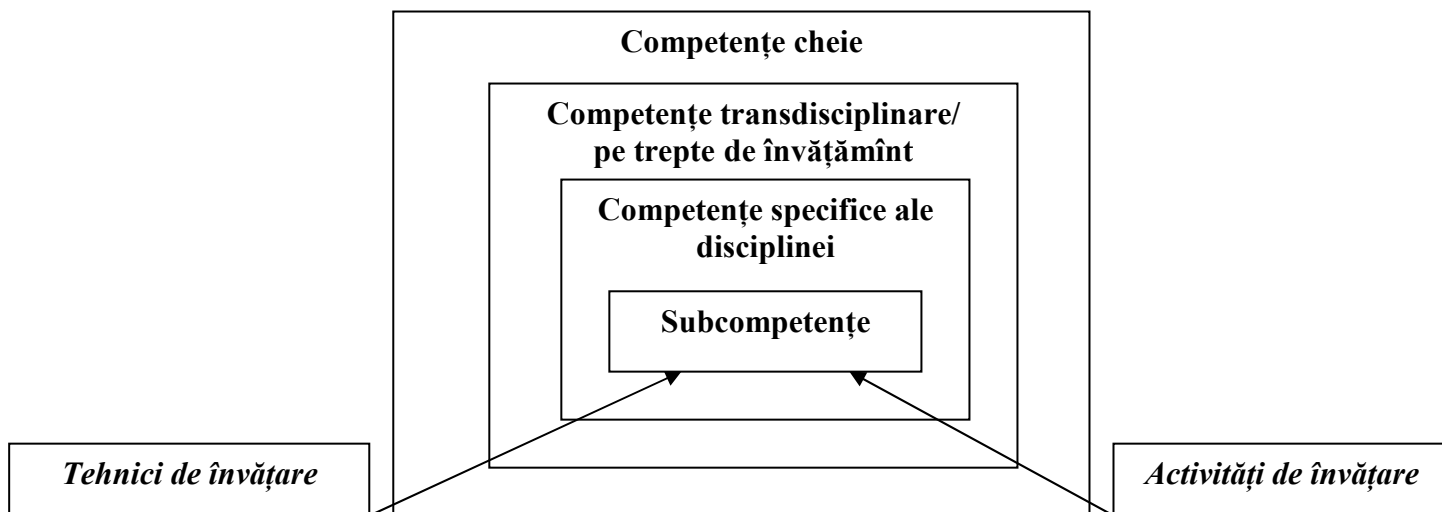 Competențe cheie
Competențe transdisciplinare/
pe trepte de învățămînt
Competențe specifice ale
disciplinei
Subcompetențe
Tehnici de învățare
Activități de învățare